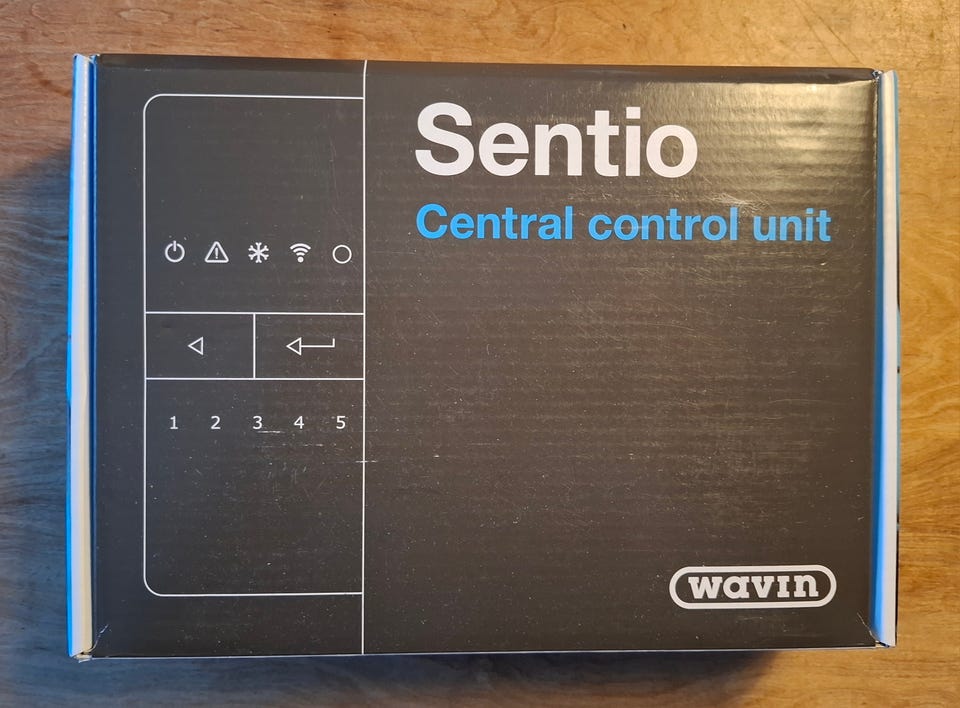 Sentio
Central control unit
1 2 3 4 5
wavin